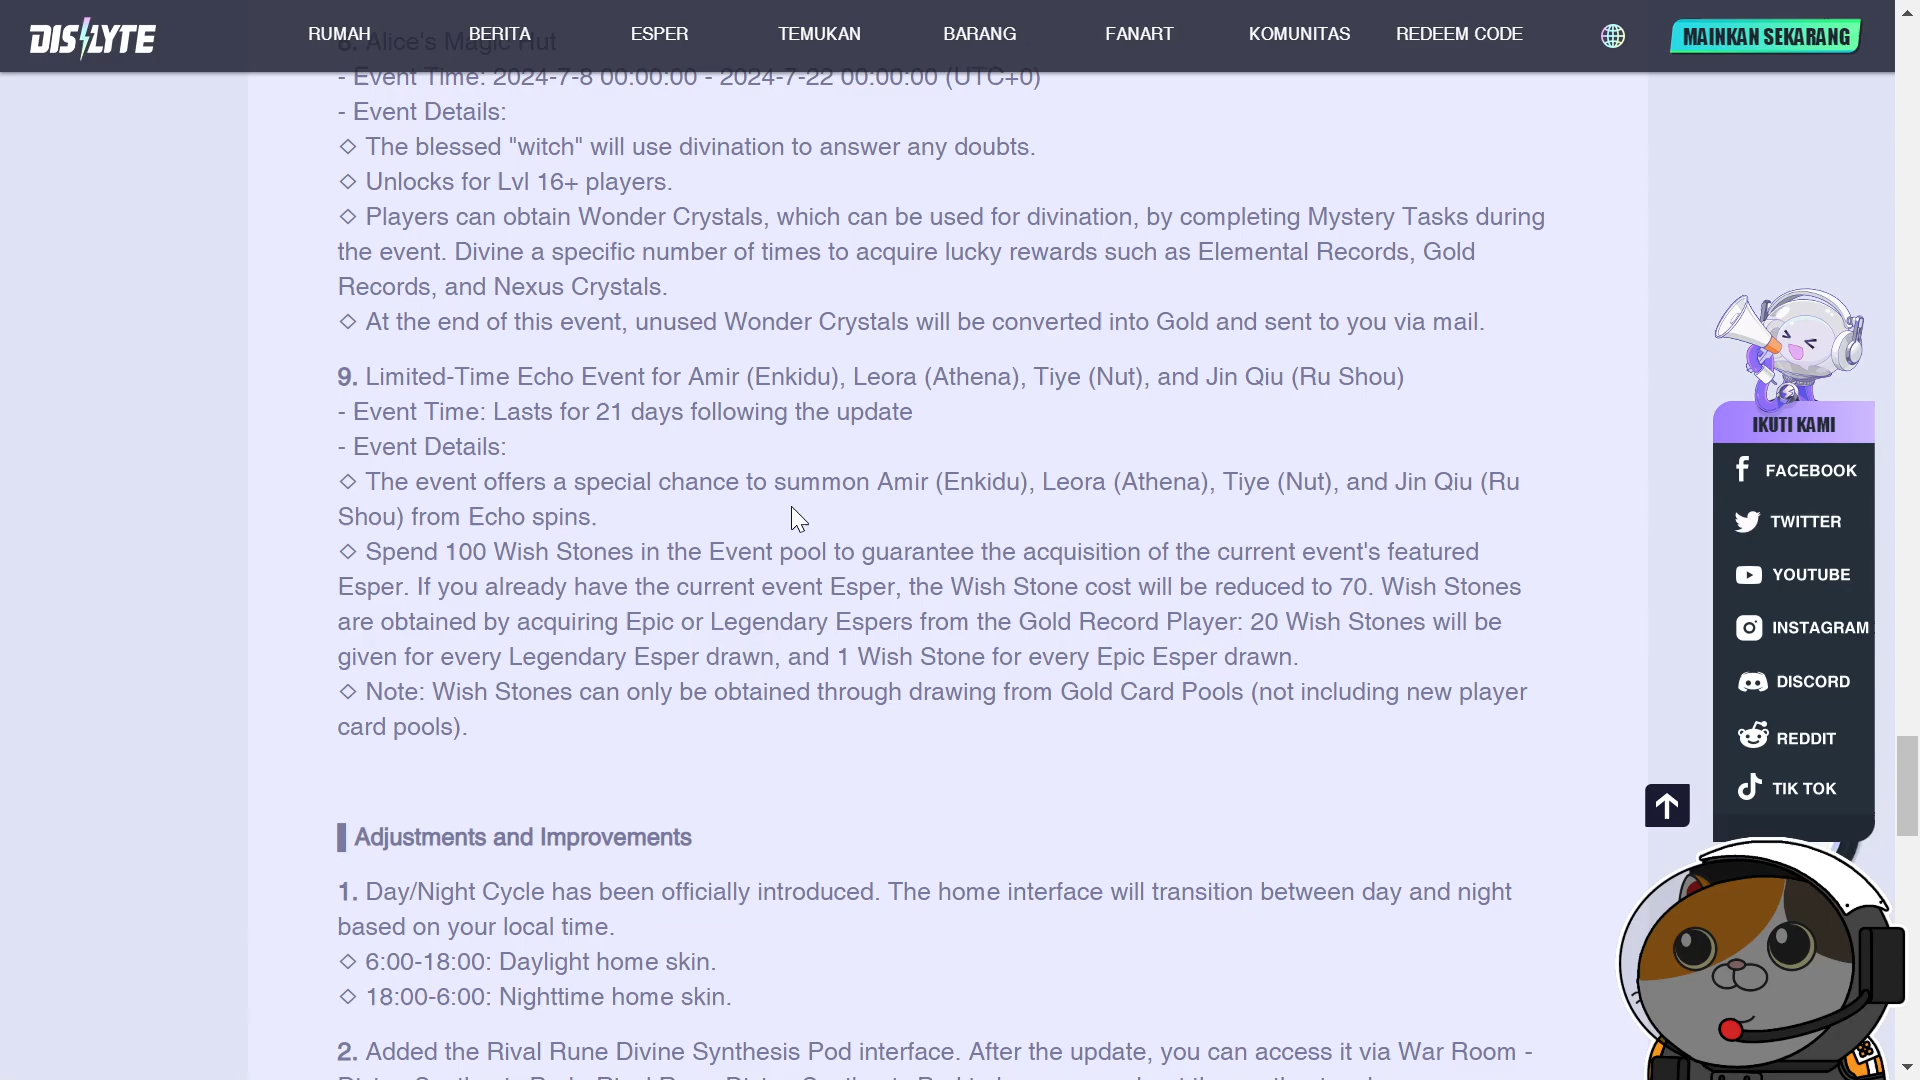 DISLYTE
RUMAH
BERITA
ESPER
TEMUKAN
BARANG
FANART
KOMUNITAS
REDEEM CODE
MAINKAN SEKARANG
8. Alice's Magic Hut
- Event Time: 2024-7-8 00:00:00 - 2024-7-22 00:00:00 (UTC+0)
- Event Details:
◇ The blessed "witch" will use divination to answer any doubts.
◇ Unlocks for Lvl 16+ players.
◇ Players can obtain Wonder Crystals, which can be used for divination, by completing Mystery Tasks during
the event. Divine a specific number of times to acquire lucky rewards such as Elemental Records, Gold
Records, and Nexus Crystals.
◇ At the end of this event, unused Wonder Crystals will be converted into Gold and sent to you via mail.
9. Limited-Time Echo Event for Amir (Enkidu), Leora (Athena), Tiye (Nut), and Jin Qiu (Ru Shou)
- Event Time: Lasts for 21 days following the update
- Event Details:
◇ The event offers a special chance to summon Amir (Enkidu), Leora (Athena), Tiye (Nut), and Jin Qiu (Ru
Shou) from Echo spins.
◇ Spend 100 Wish Stones in the Event pool to guarantee the acquisition of the current event's featured
Esper. If you already have the current event Esper, the Wish Stone cost will be reduced to 70. Wish Stones
are obtained by acquiring Epic or Legendary Espers from the Gold Record Player: 20 Wish Stones will be
given for every Legendary Esper drawn, and 1 Wish Stone for every Epic Esper drawn.
◇ Note: Wish Stones can only be obtained through drawing from Gold Card Pools (not including new player
card pools).
Adjustments and Improvements
1. Day/Night Cycle has been officially introduced. The home interface will transition between day and night
based on your local time.
◇ 6:00-18:00: Daylight home skin.
◇ 18:00-6:00: Nighttime home skin.
2. Added the Rival Rune Divine Synthesis Pod interface. After the update, you can access it via War Room -
IKUTI KAMI
FACEBOOK
TWITTER
YOUTUBE
INSTAGRAM
DISCORD
REDDIT
TIK TOK